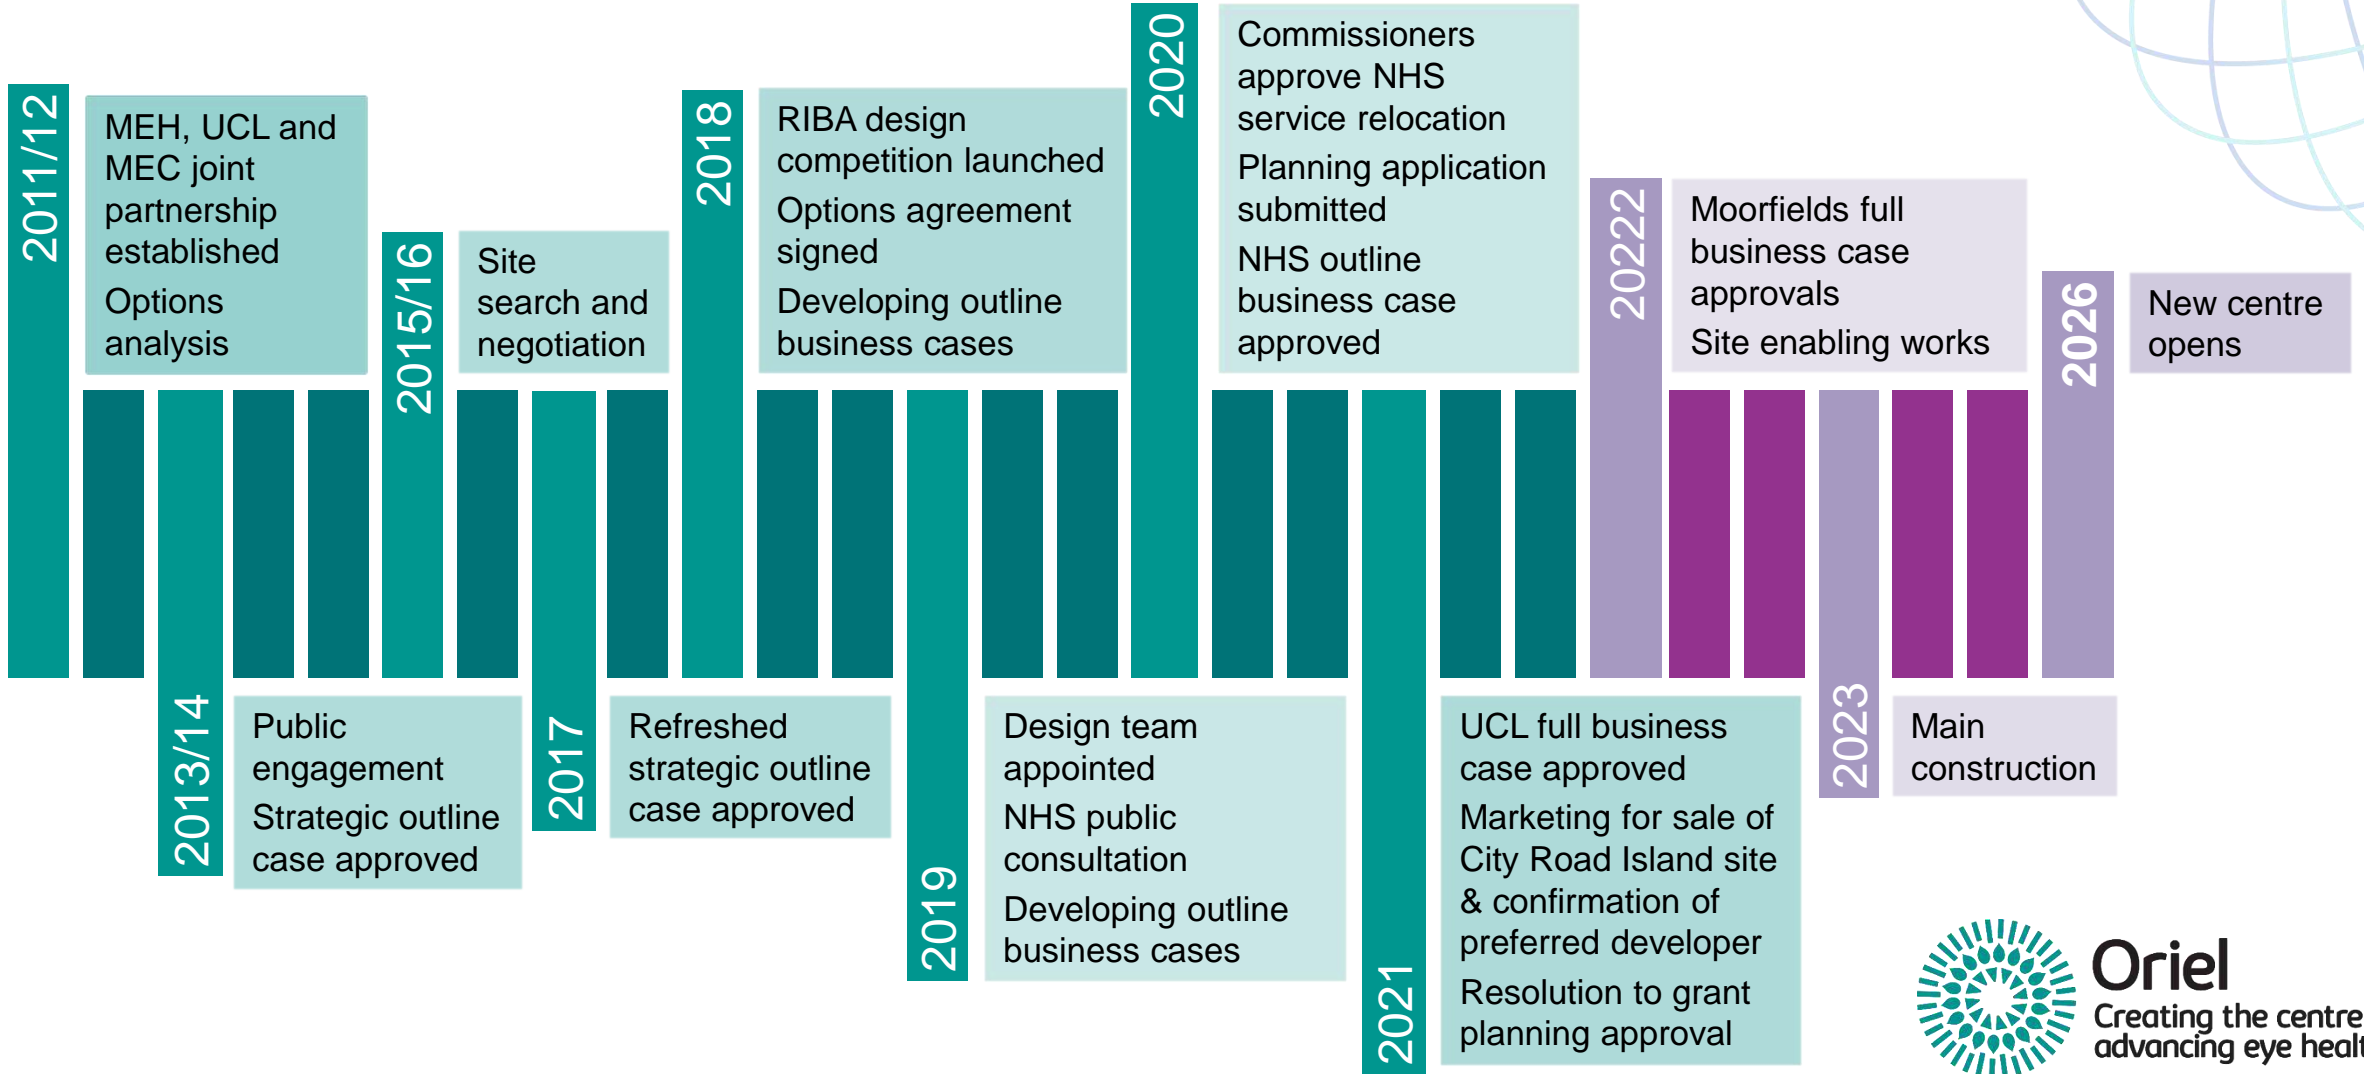 2011/12
MEH, UCL and
MEC joint
partnership
established
Options
analysis
2013/14
Public
engagement
Strategic outline
case approved
2015/16
Site
search and
negotiation
2017
Refreshed
strategic outline
case approved
2018
RIBA design
competition launched
Options agreement
signed
Developing outline
business cases
2019
Design team
appointed
NHS public
consultation
Developing outline
business cases
2020
Commissioners
approve NHS
service relocation
Planning application
submitted
NHS outline
business case
approved
2021
UCL full business
case approved
Marketing for sale of
City Road Island site
& confirmation of
preferred developer
Resolution to grant
planning approval
20222
Moorfields full
business case
approvals
Site enabling works
2023
Main
construction
2026
New centre
opens
Oriel
Creating the centre
advancing eye healt